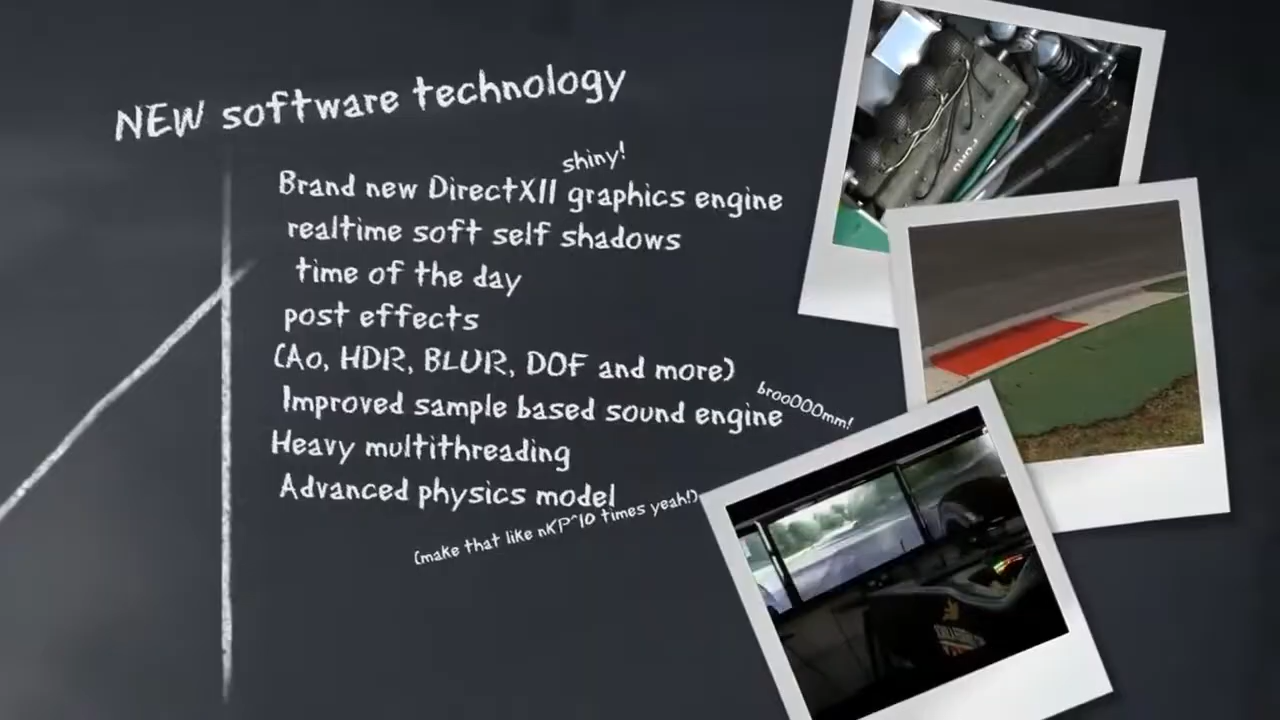 NEW software technology
shiny!
Brand new DirectX11 graphics engine
realtime soft self shadows
time of the day
post effects
(Ao, HDR, BLUR, DOF and more)
brooOOOmm!
Improved sample based sound engine
Heavy multithreading
Advanced physics model
(make that like nKP^10 times yeah!)
FORD